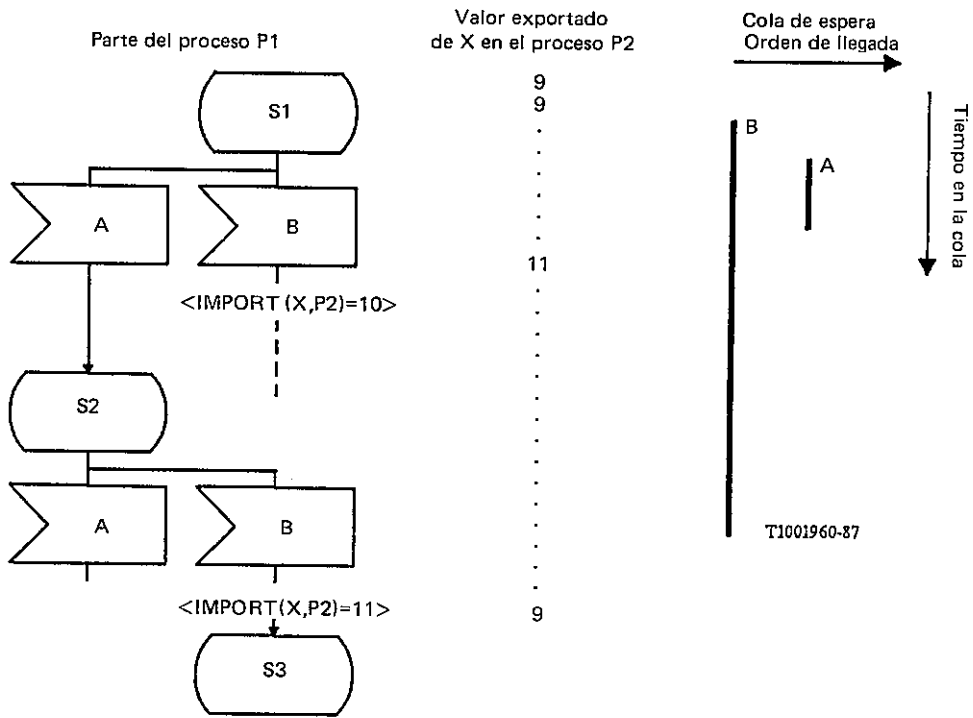 Parte del proceso P1
Valor exportado
de X en el proceso P2
Cola de espera
Orden de llegada
Tiempo en la cola
9
9
S1
B
A
A
B
11
<IMPORT (X,P2)=10>
S2
A
B
T1001960-87
<IMPORT(X,P2)=11>
9
S3